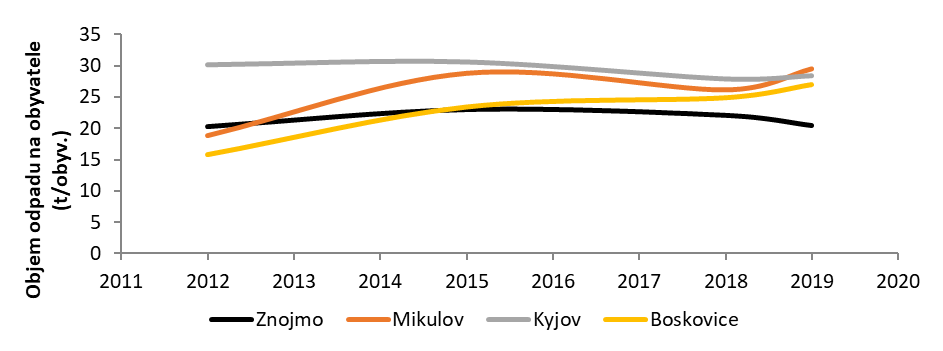 Objem odpadu na obyvatele
(t/obyv.)
35
30
25
20
15
10
5
0
2011 2012 2013 2014 2015 2016 2017 2018 2019 2020
Znojmo Mikulov Kyjov Boskovice